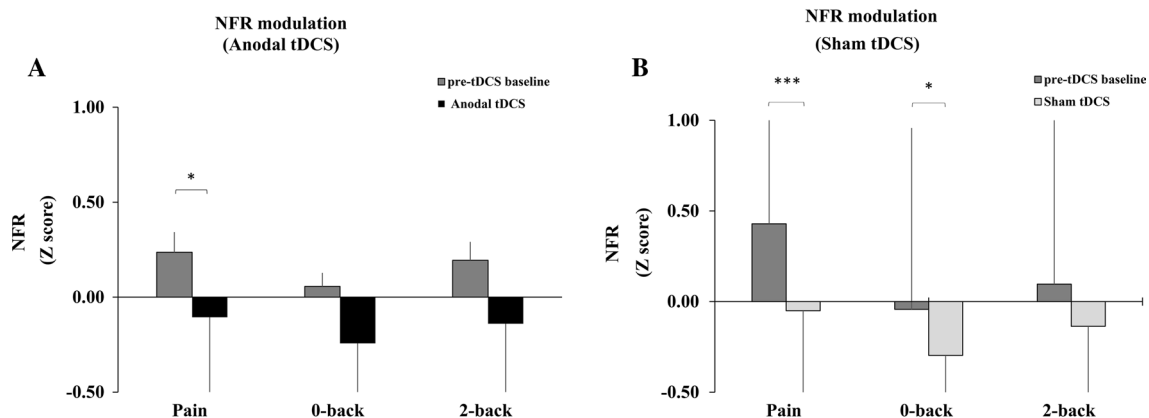 NFR modulation
(Anodal tDCS)
A
pre-tDCS baseline
Anodal tDCS
1.00
0.50
0.00
-0.50
NFR
(Z score)
*
Pain
0-back
2-back
NFR modulation
(Sham tDCS)
B
pre-tDCS baseline
Sham tDCS
***
*
1.00
0.50
0.00
-0.50
NFR
(Z score)
Pain
0-back
2-back